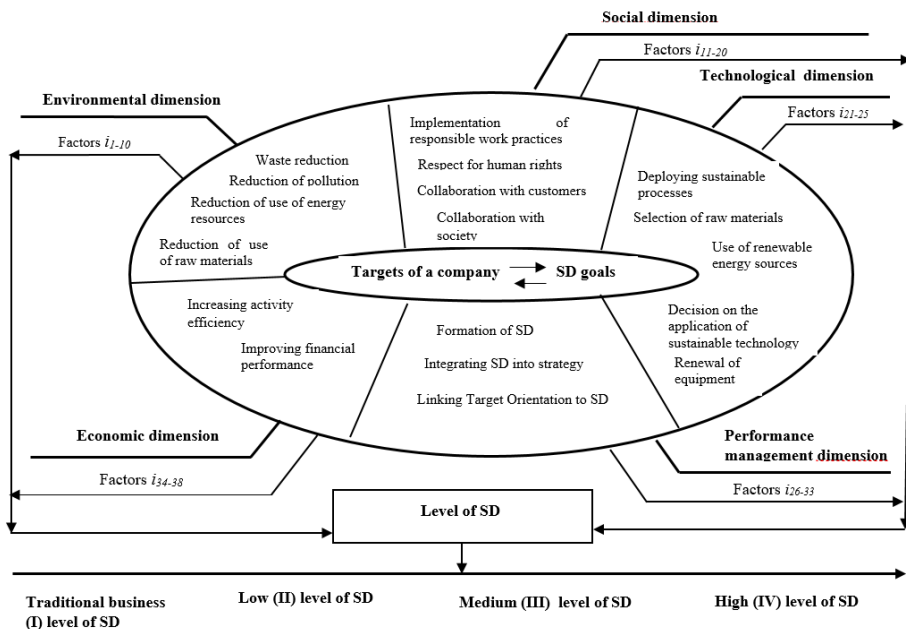 Social dimension
Factors i11-20
Technological dimension
Factors i21-25
Environmental dimension
Factors i1-10
Waste reduction
Reduction of pollution
Reduction of use of energy
resources
Reduction of use
of raw materials
Implementation of
responsible work practices
Respect for human rights
Collaboration with customers
Collaboration with
society
Deploying sustainable
processes
Selection of raw materials
Use of renewable
energy sources
Targets of a company
SD goals
Increasing activity
efficiency
Improving financial
performance
Formation of SD
Integrating SD into strategy
Linking Target Orientation to SD
Decision on the
application of
sustainable technology
Renewal of
equipment
Economic dimension
Factors i34-38
Performance
management dimension
Factors i26-33
Level of SD
Traditional business
(I) level of SD
Low (II) level of SD
Medium (III) level of SD
High (IV) level of SD